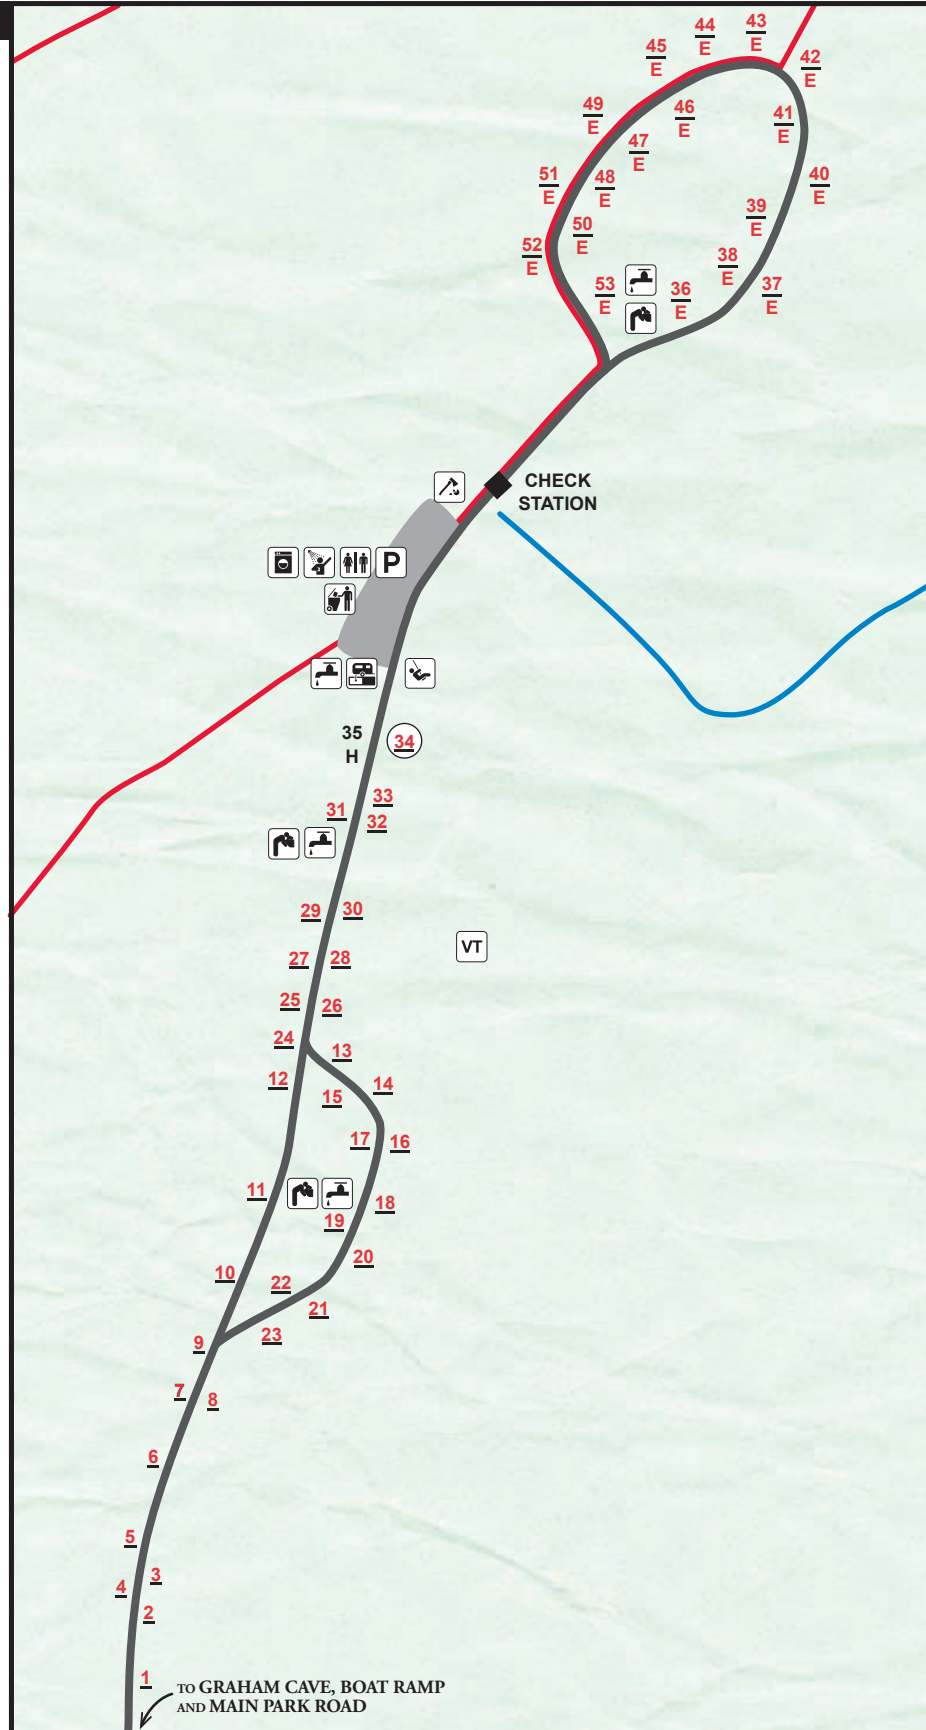 44
E
43
E
45
E
42
E
49
E
46
E
41
E
47
E
51
E
48
E
40
E
39
E
50
E
52
E
38
E
53
E
36
E
37
E
CHECK
STATION
P
35
H
34
33
31
32
29
30
27
28
VT
25
26
24
13
12
14
15
17
16
11
18
19
20
10
22
21
23
9
7
8
6
5
3
4
2
1
TO GRAHAM CAVE, BOAT RAMP
AND MAIN PARK ROAD